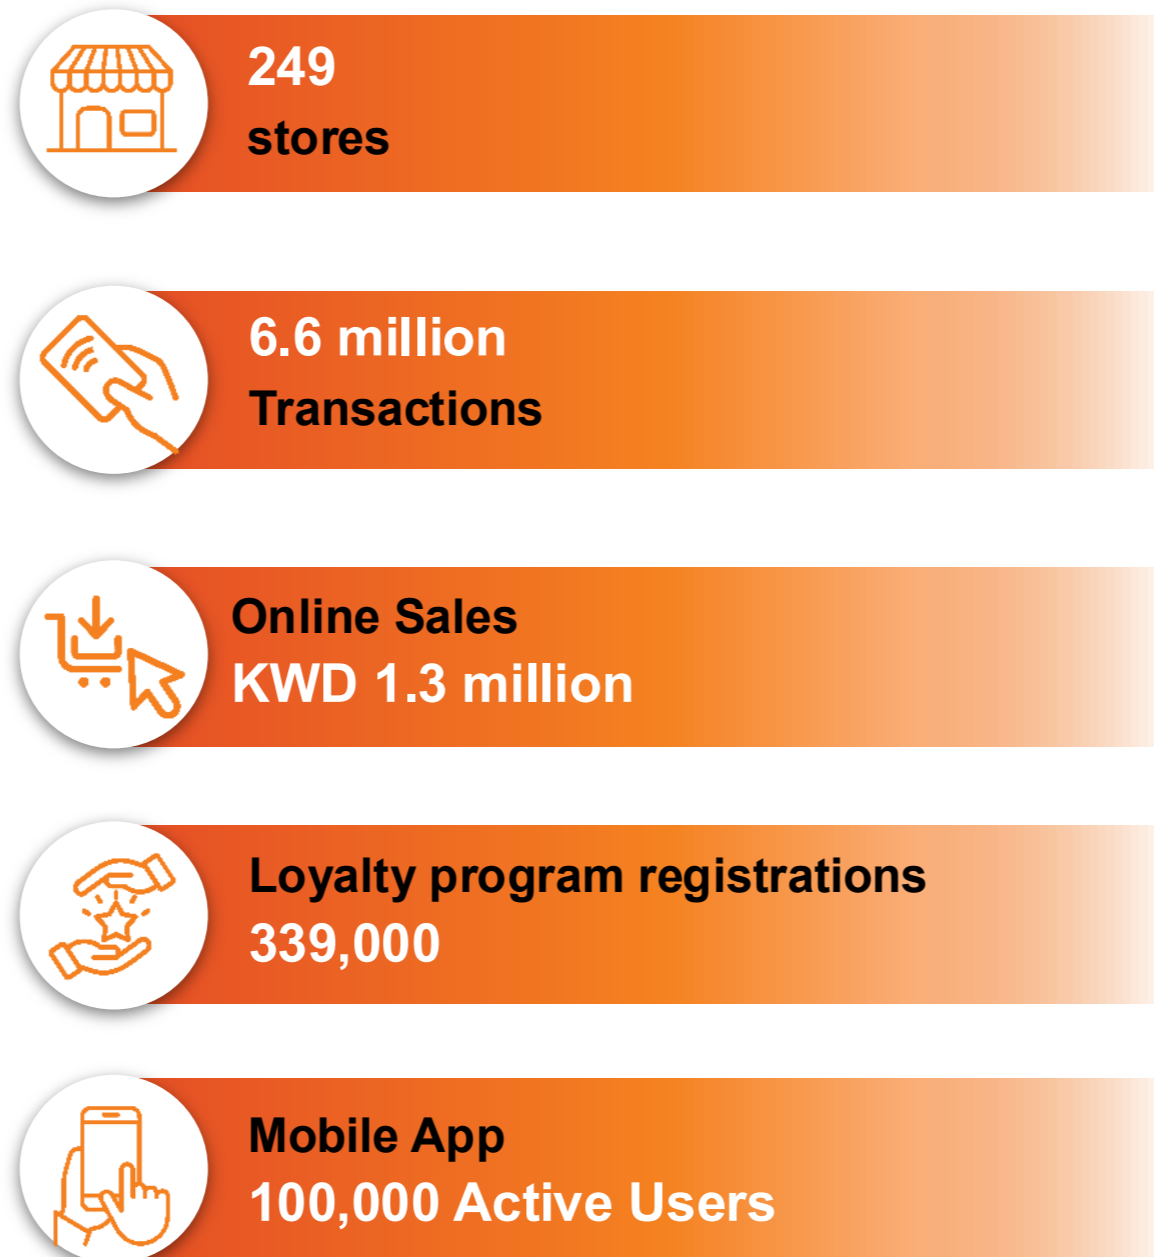 249
stores
6.6 million
Transactions
Online Sales
KWD 1.3 million
Loyalty program registrations
339,000
Mobile App
100,000 Active Users